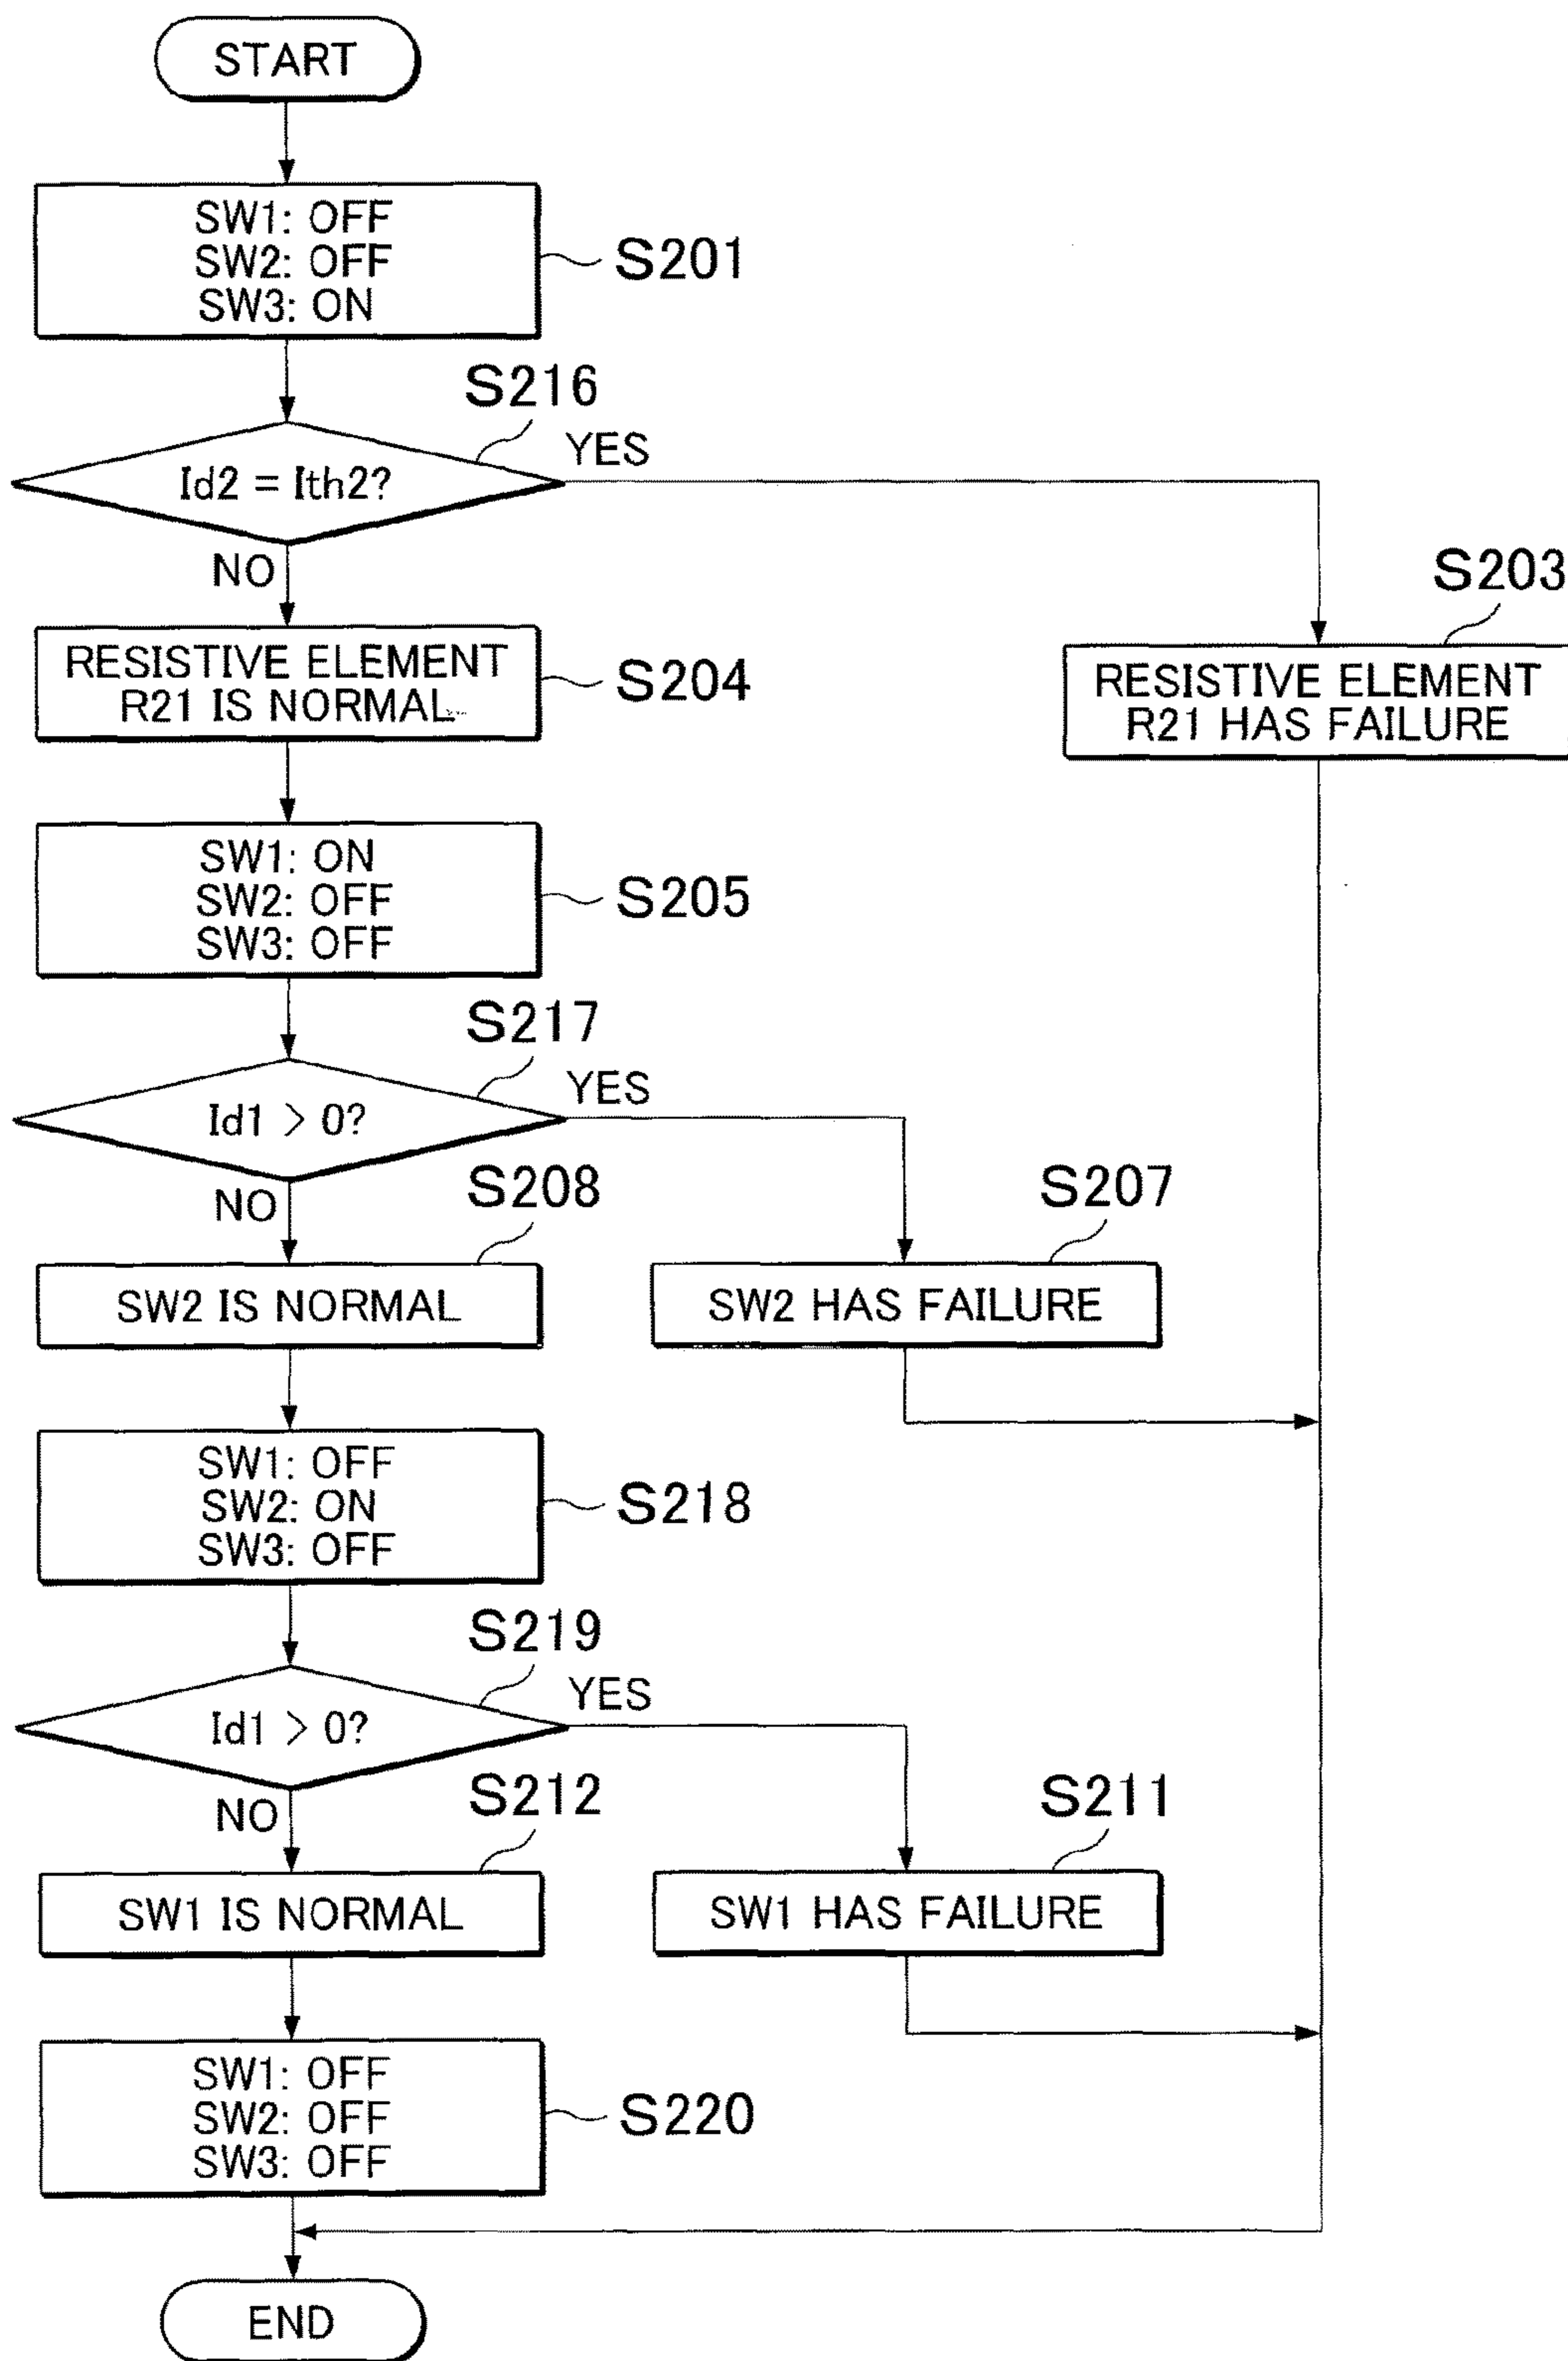 START
SW1: OFF
SW2: OFF
SW3: ON
S201
S216
Id2 = Ith2?
YES
NO
S203
RESISTIVE ELEMENT
R21 HAS FAILURE
RESISTIVE ELEMENT
R21 IS NORMAL
S204
SW1: ON
SW2: OFF
SW3: OFF
S205
S217
Id1 > 0?
YES
NO
S208
SW2 IS NORMAL
S207
SW2 HAS FAILURE
SW1: OFF
SW2: ON
SW3: OFF
S218
S219
Id1 > 0?
YES
NO
S212
SW1 IS NORMAL
S211
SW1 HAS FAILURE
SW1: OFF
SW2: OFF
SW3: OFF
S220
END